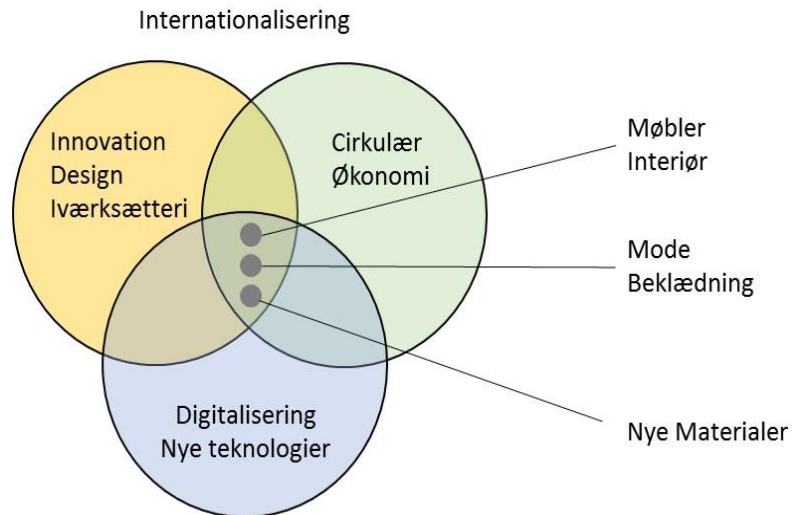 Internationalisering
Innovation
Design
Iværksætteri
Cirkulær
Økonomi
Møbler
Interiør
Mode
Beklædning
Digitalisering
Nye teknologier
Nye Materialer